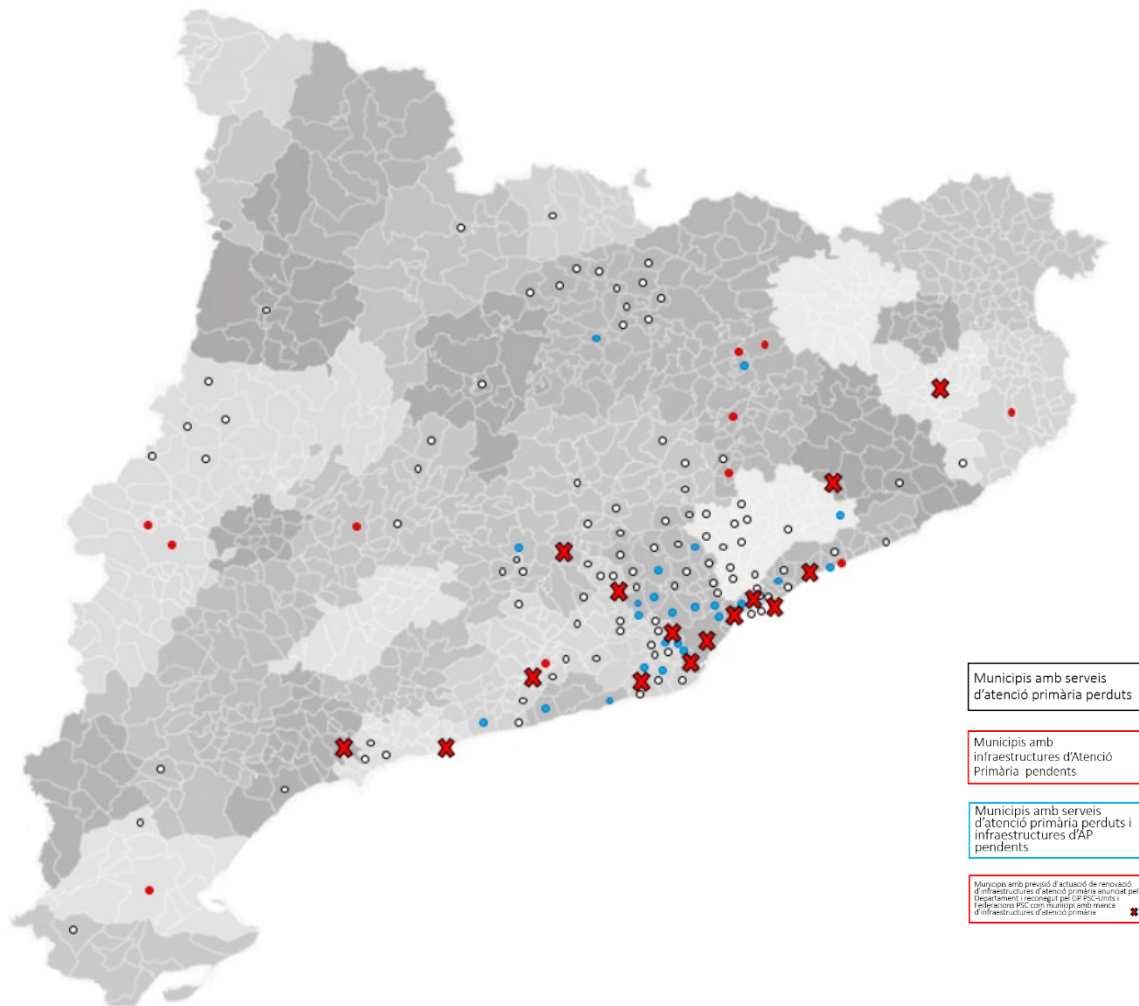 Municipis amb serveis
d'atenció primària perduts
Municipis amb
infraestructures d'Atenció
Primària pendents
Municipis amb serveis
d'atenció primària perduts i
infraestructures d'AP
pendents
Municipis amb previsió d'actuació de renovació
d'infraestructures d'atenció primària anunciat pel
Departament i reconegut pel GP PSC-Units i
Federacions PSC com municipi amb manca
d'infraestructures d'atenció primària